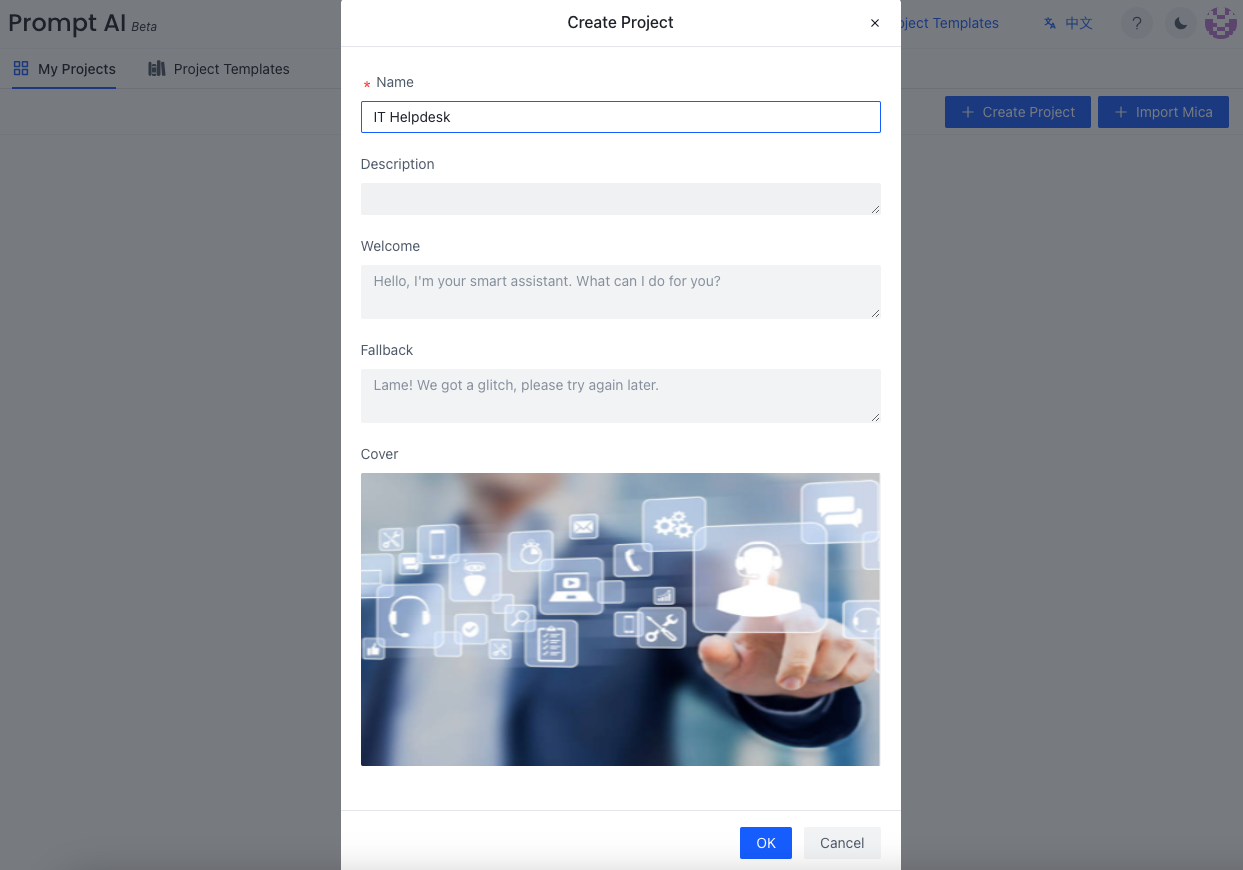 Prompt AI Beta
Create Project
×
ject Templates
中文
?
My Projects
Project Templates
+ Create Project
+ Import Mica
* Name
IT Helpdesk
Description
Welcome
Hello, I'm your smart assistant. What can I do for you?
Fallback
Lame! We got a glitch, please try again later.
Cover
OK
Cancel